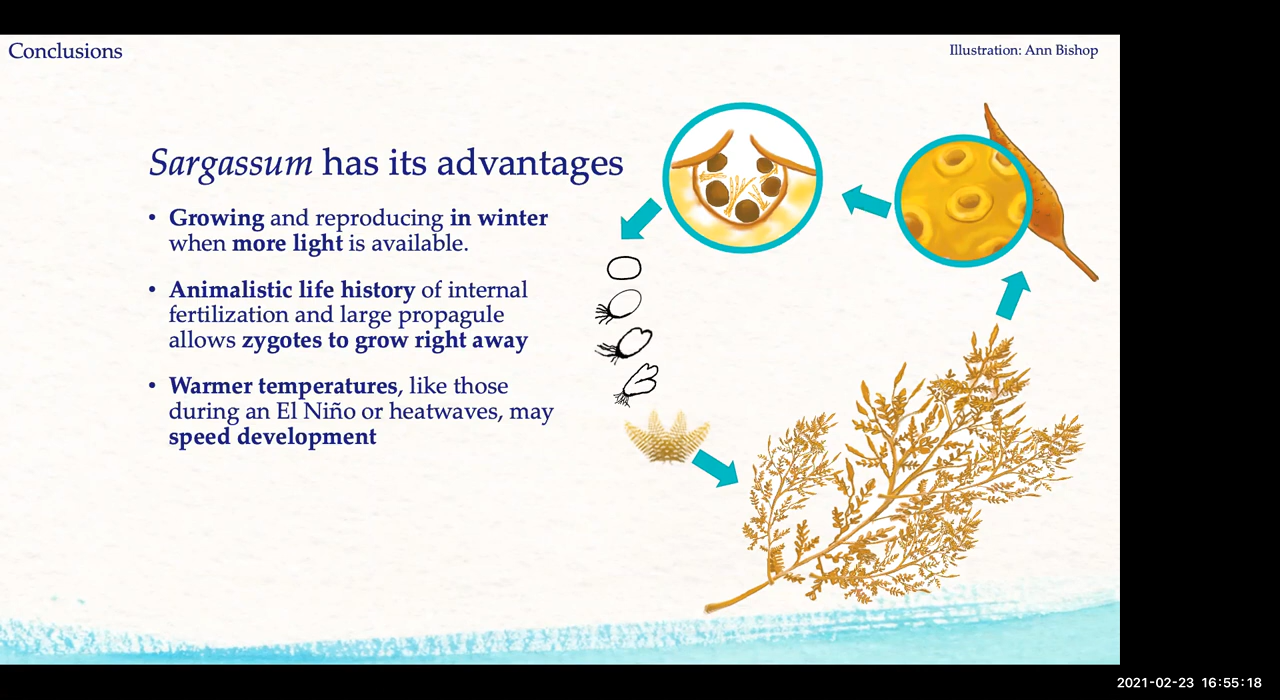 Conclusions
Illustration: Ann Bishop
Sargassum has its advantages
• Growing and reproducing in winter
when more light is available.
• Animalistic life history of internal
fertilization and large propagule
allows zygotes to grow right away
• Warmer temperatures, like those
during an El Niño or heatwaves, may
speed development
2021-02-23 16:55:18